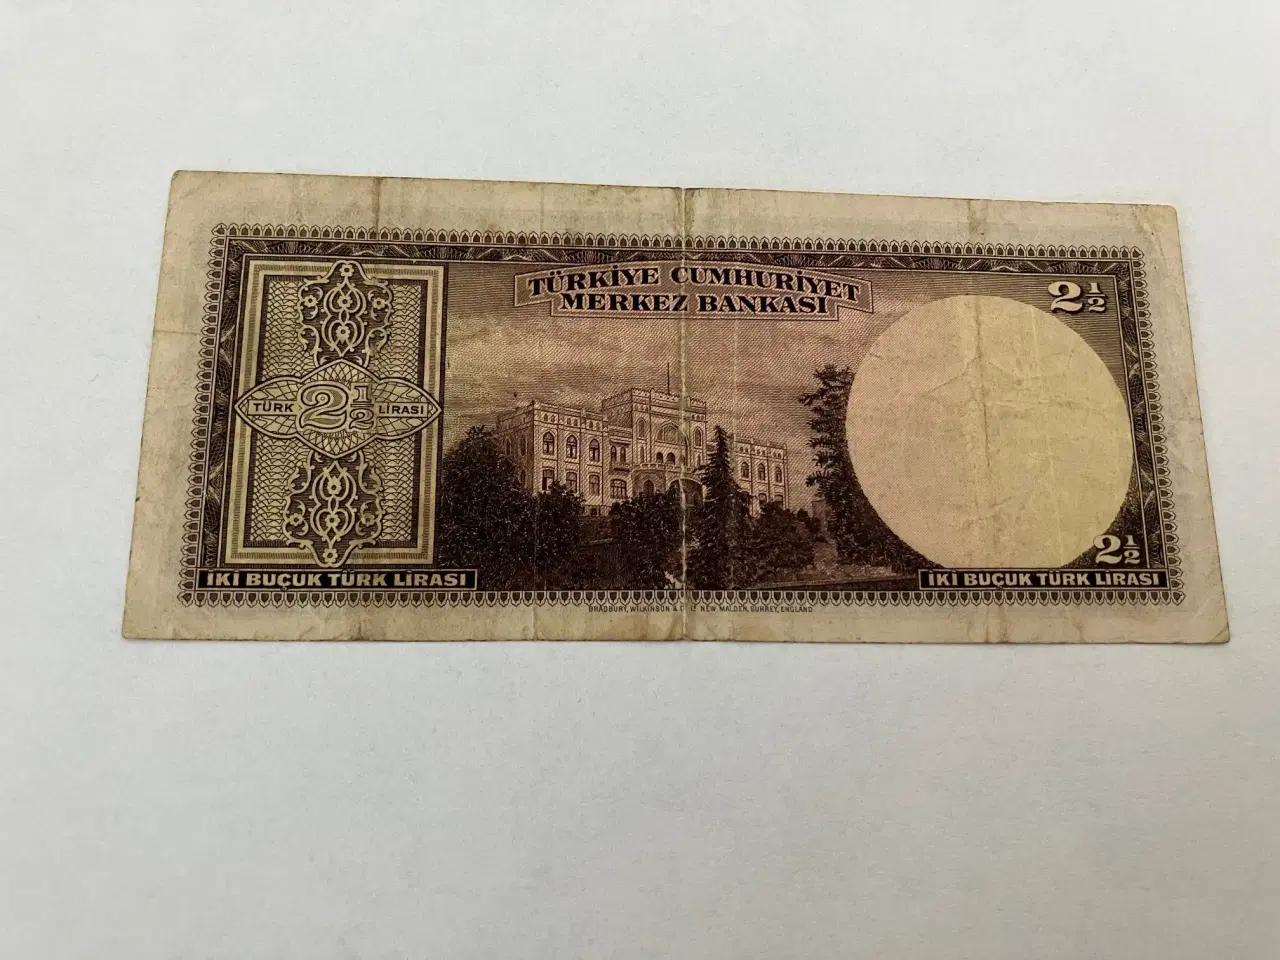 TÜRKİYE CUMHURİYET
MERKEZ BANKASI
2½
TÜRK 2½ LİRASI
2½
İKİ BUÇUK TÜRK LİRASI
İKİ BUÇUK TÜRK LİRASI
BRADBURY, WILKINSON & Cº Lº NEW MALDEN, SURREY, ENGLAND